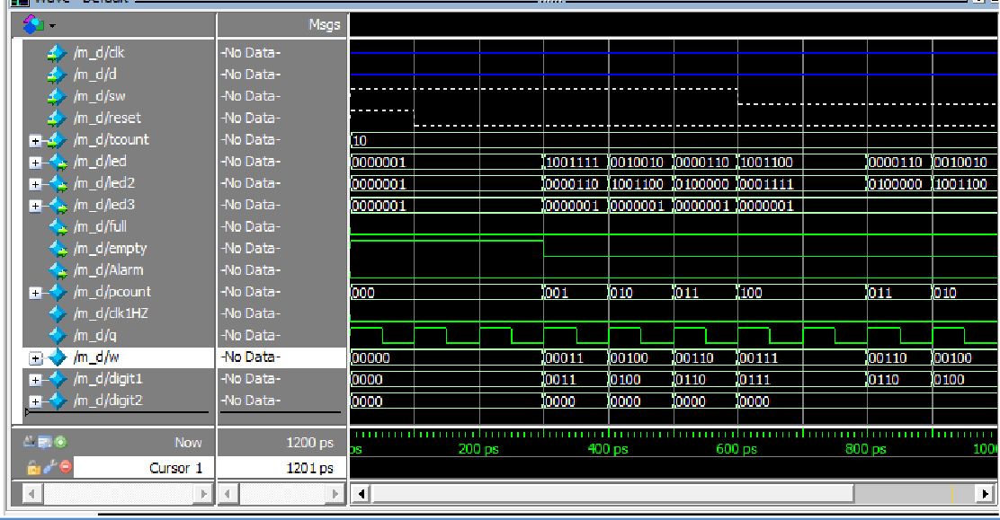 Wave - Default
Msgs
/m_d/clk -No Data-
/m_d/d -No Data-
/m_d/sw -No Data-
/m_d/reset -No Data-
/m_d/tcount -No Data- 10
/m_d/led -No Data- 0000001 1001111 0010010 0000110 1001100 0000110 0010010
/m_d/led2 -No Data- 0000001 0000110 1001100 0100000 0001111 0100000 1001100
/m_d/led3 -No Data- 0000001 0000001 0000001 0000001 0000001
/m_d/full -No Data-
/m_d/empty -No Data-
/m_d/Alarm -No Data-
/m_d/pcount -No Data- 000 001 010 011 100 011 010
/m_d/clk1HZ -No Data-
/m_d/q -No Data-
/m_d/w -No Data- 00000 00011 00100 00110 00111 00110 00100
/m_d/digit1 -No Data- 0000 0011 0100 0110 0111 0110 0100
/m_d/digit2 -No Data- 0000 0000 0000 0000 0000
Now 1200 ps ps 200 ps 400 ps 600 ps 800 ps 100
Cursor 1 1201 ps